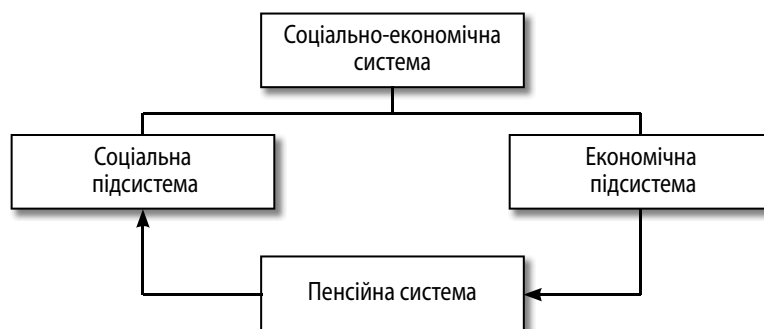 Соціально-економічна
система
Соціальна
підсистема
Економічна
підсистема
Пенсійна система